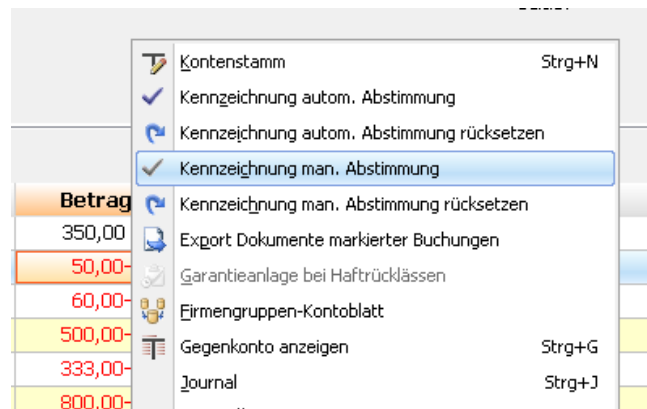 Kontenstamm Strg+N
Kennzeichnung autom. Abstimmung
Kennzeichnung autom. Abstimmung rücksetzen
Kennzeichnung man. Abstimmung
Betrag Kennzeichnung man. Abstimmung rücksetzen
350,00 Export Dokumente markierter Buchungen
50,00- Garantieanlage bei Haftrücklässen
60,00- Firmengruppen-Kontoblatt
500,00- Gegenkonto anzeigen Strg+G
333,00- Journal Strg+J
800,00-